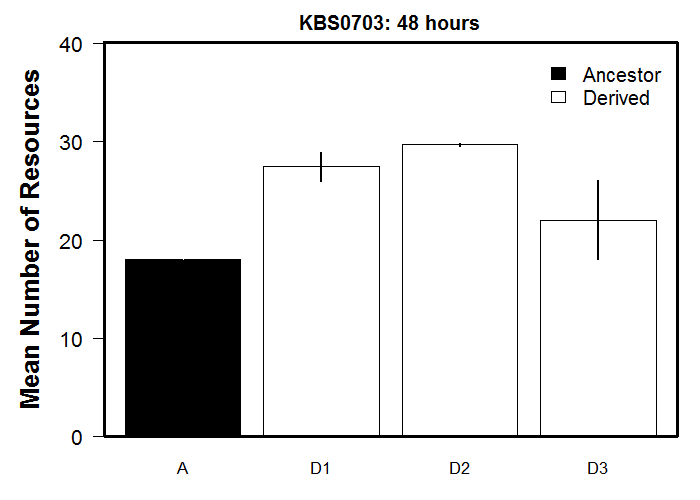 KBS0703: 48 hours
Mean Number of Resources
40
30
20
10
0
Ancestor
Derived
A
D1
D2
D3